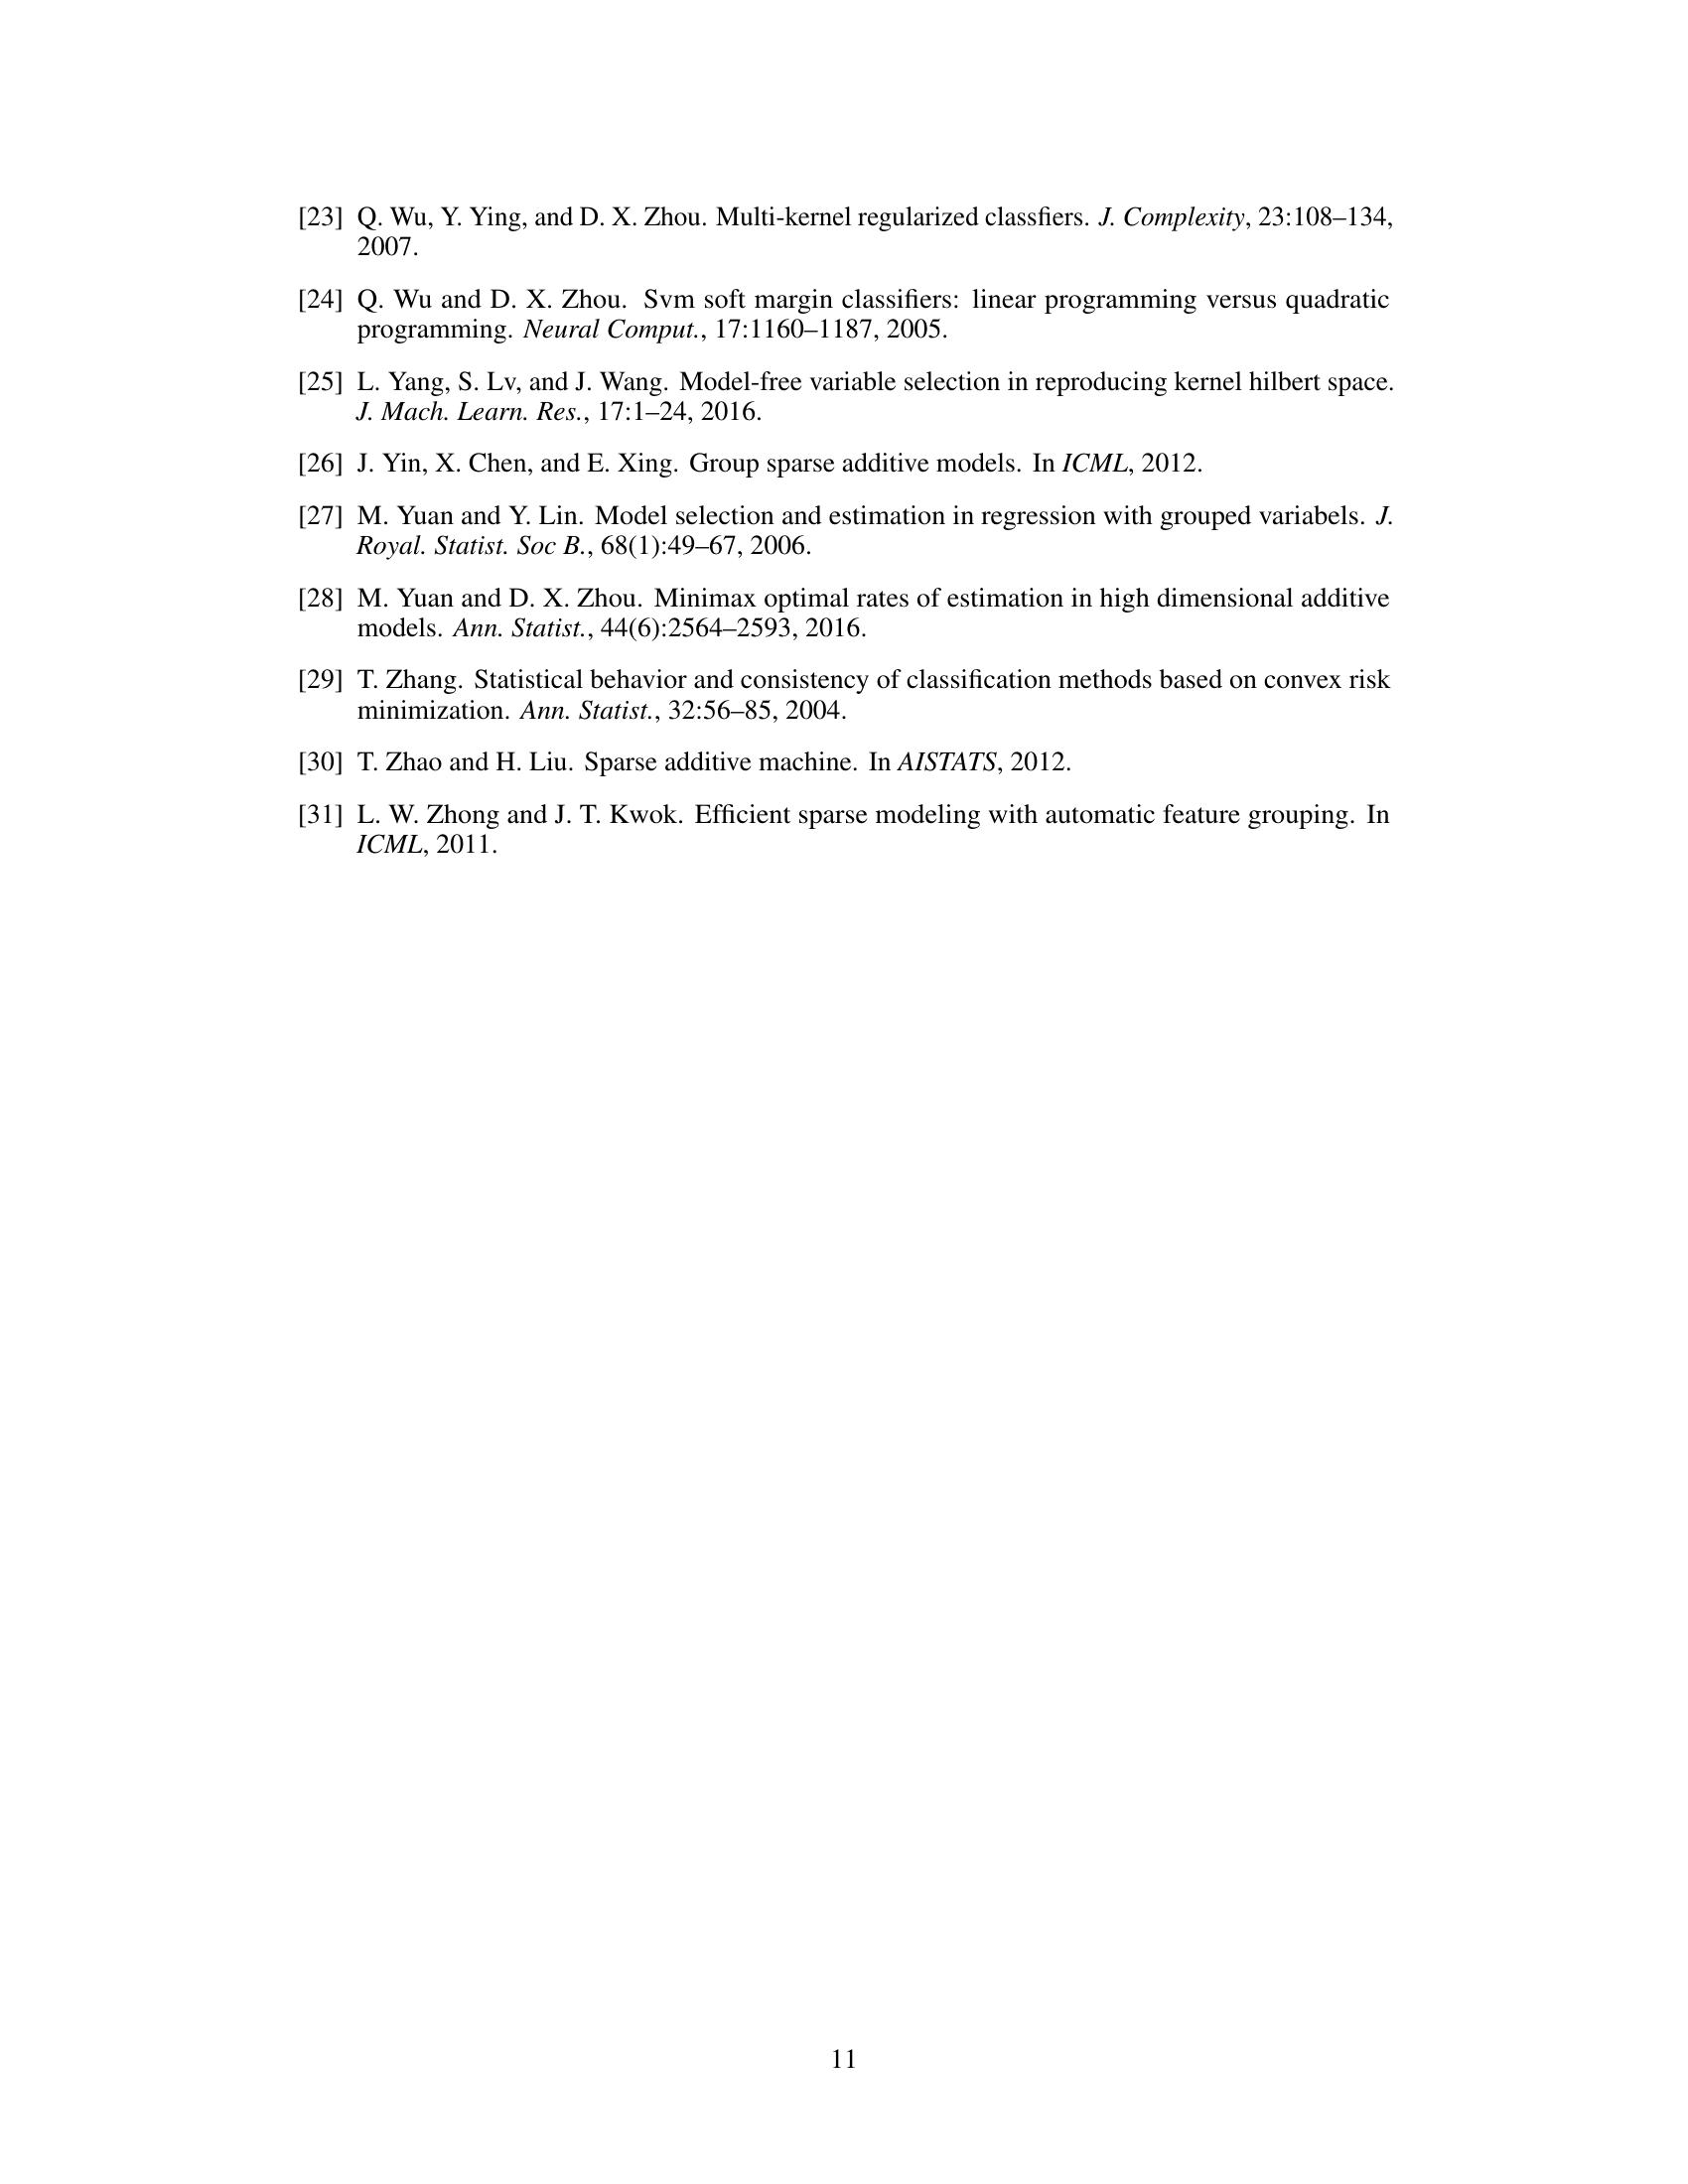 [23] Q. Wu, Y. Ying, and D. X. Zhou. Multi-kernel regularized classfiers. J. Complexity, 23:108–134,
2007.
[24] Q. Wu and D. X. Zhou. Svm soft margin classifiers: linear programming versus quadratic
programming. Neural Comput., 17:1160–1187, 2005.
[25] L. Yang, S. Lv, and J. Wang. Model-free variable selection in reproducing kernel hilbert space.
J. Mach. Learn. Res., 17:1–24, 2016.
[26] J. Yin, X. Chen, and E. Xing. Group sparse additive models. In ICML, 2012.
[27] M. Yuan and Y. Lin. Model selection and estimation in regression with grouped variabels. J.
Royal. Statist. Soc B., 68(1):49–67, 2006.
[28] M. Yuan and D. X. Zhou. Minimax optimal rates of estimation in high dimensional additive
models. Ann. Statist., 44(6):2564–2593, 2016.
[29] T. Zhang. Statistical behavior and consistency of classification methods based on convex risk
minimization. Ann. Statist., 32:56–85, 2004.
[30] T. Zhao and H. Liu. Sparse additive machine. In AISTATS, 2012.
[31] L. W. Zhong and J. T. Kwok. Efficient sparse modeling with automatic feature grouping. In
ICML, 2011.
11